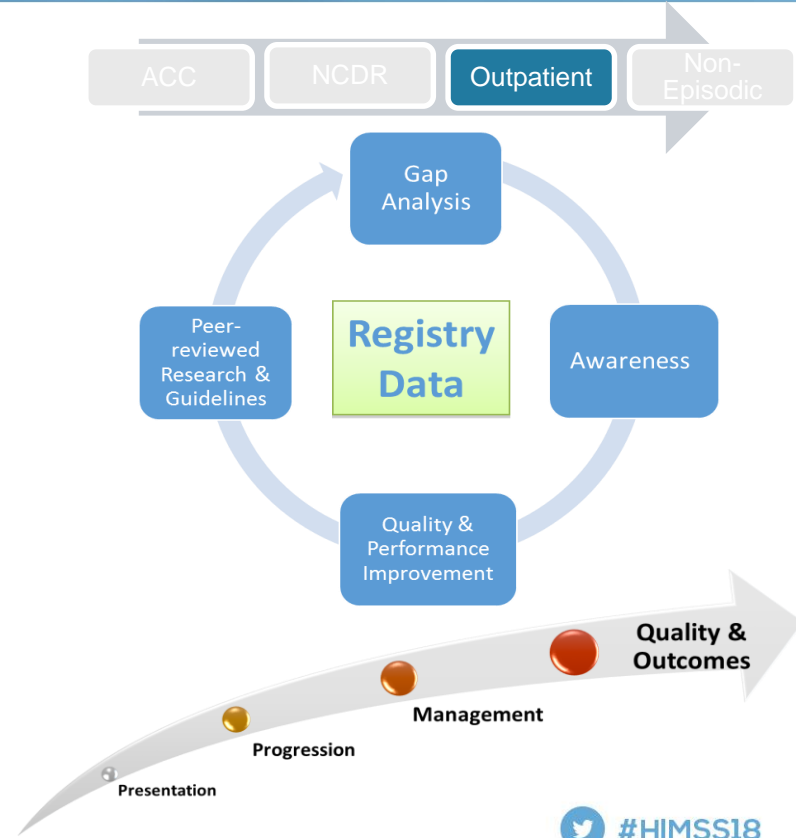 ACC
NCDR
Outpatient
Non-
Episodic
Gap
Analysis
Peer-
reviewed
Research &
Guidelines
Registry
Data
Awareness
Quality &
Performance
Improvement
Quality &
Outcomes
Management
Progression
Presentation
#HIMSS18